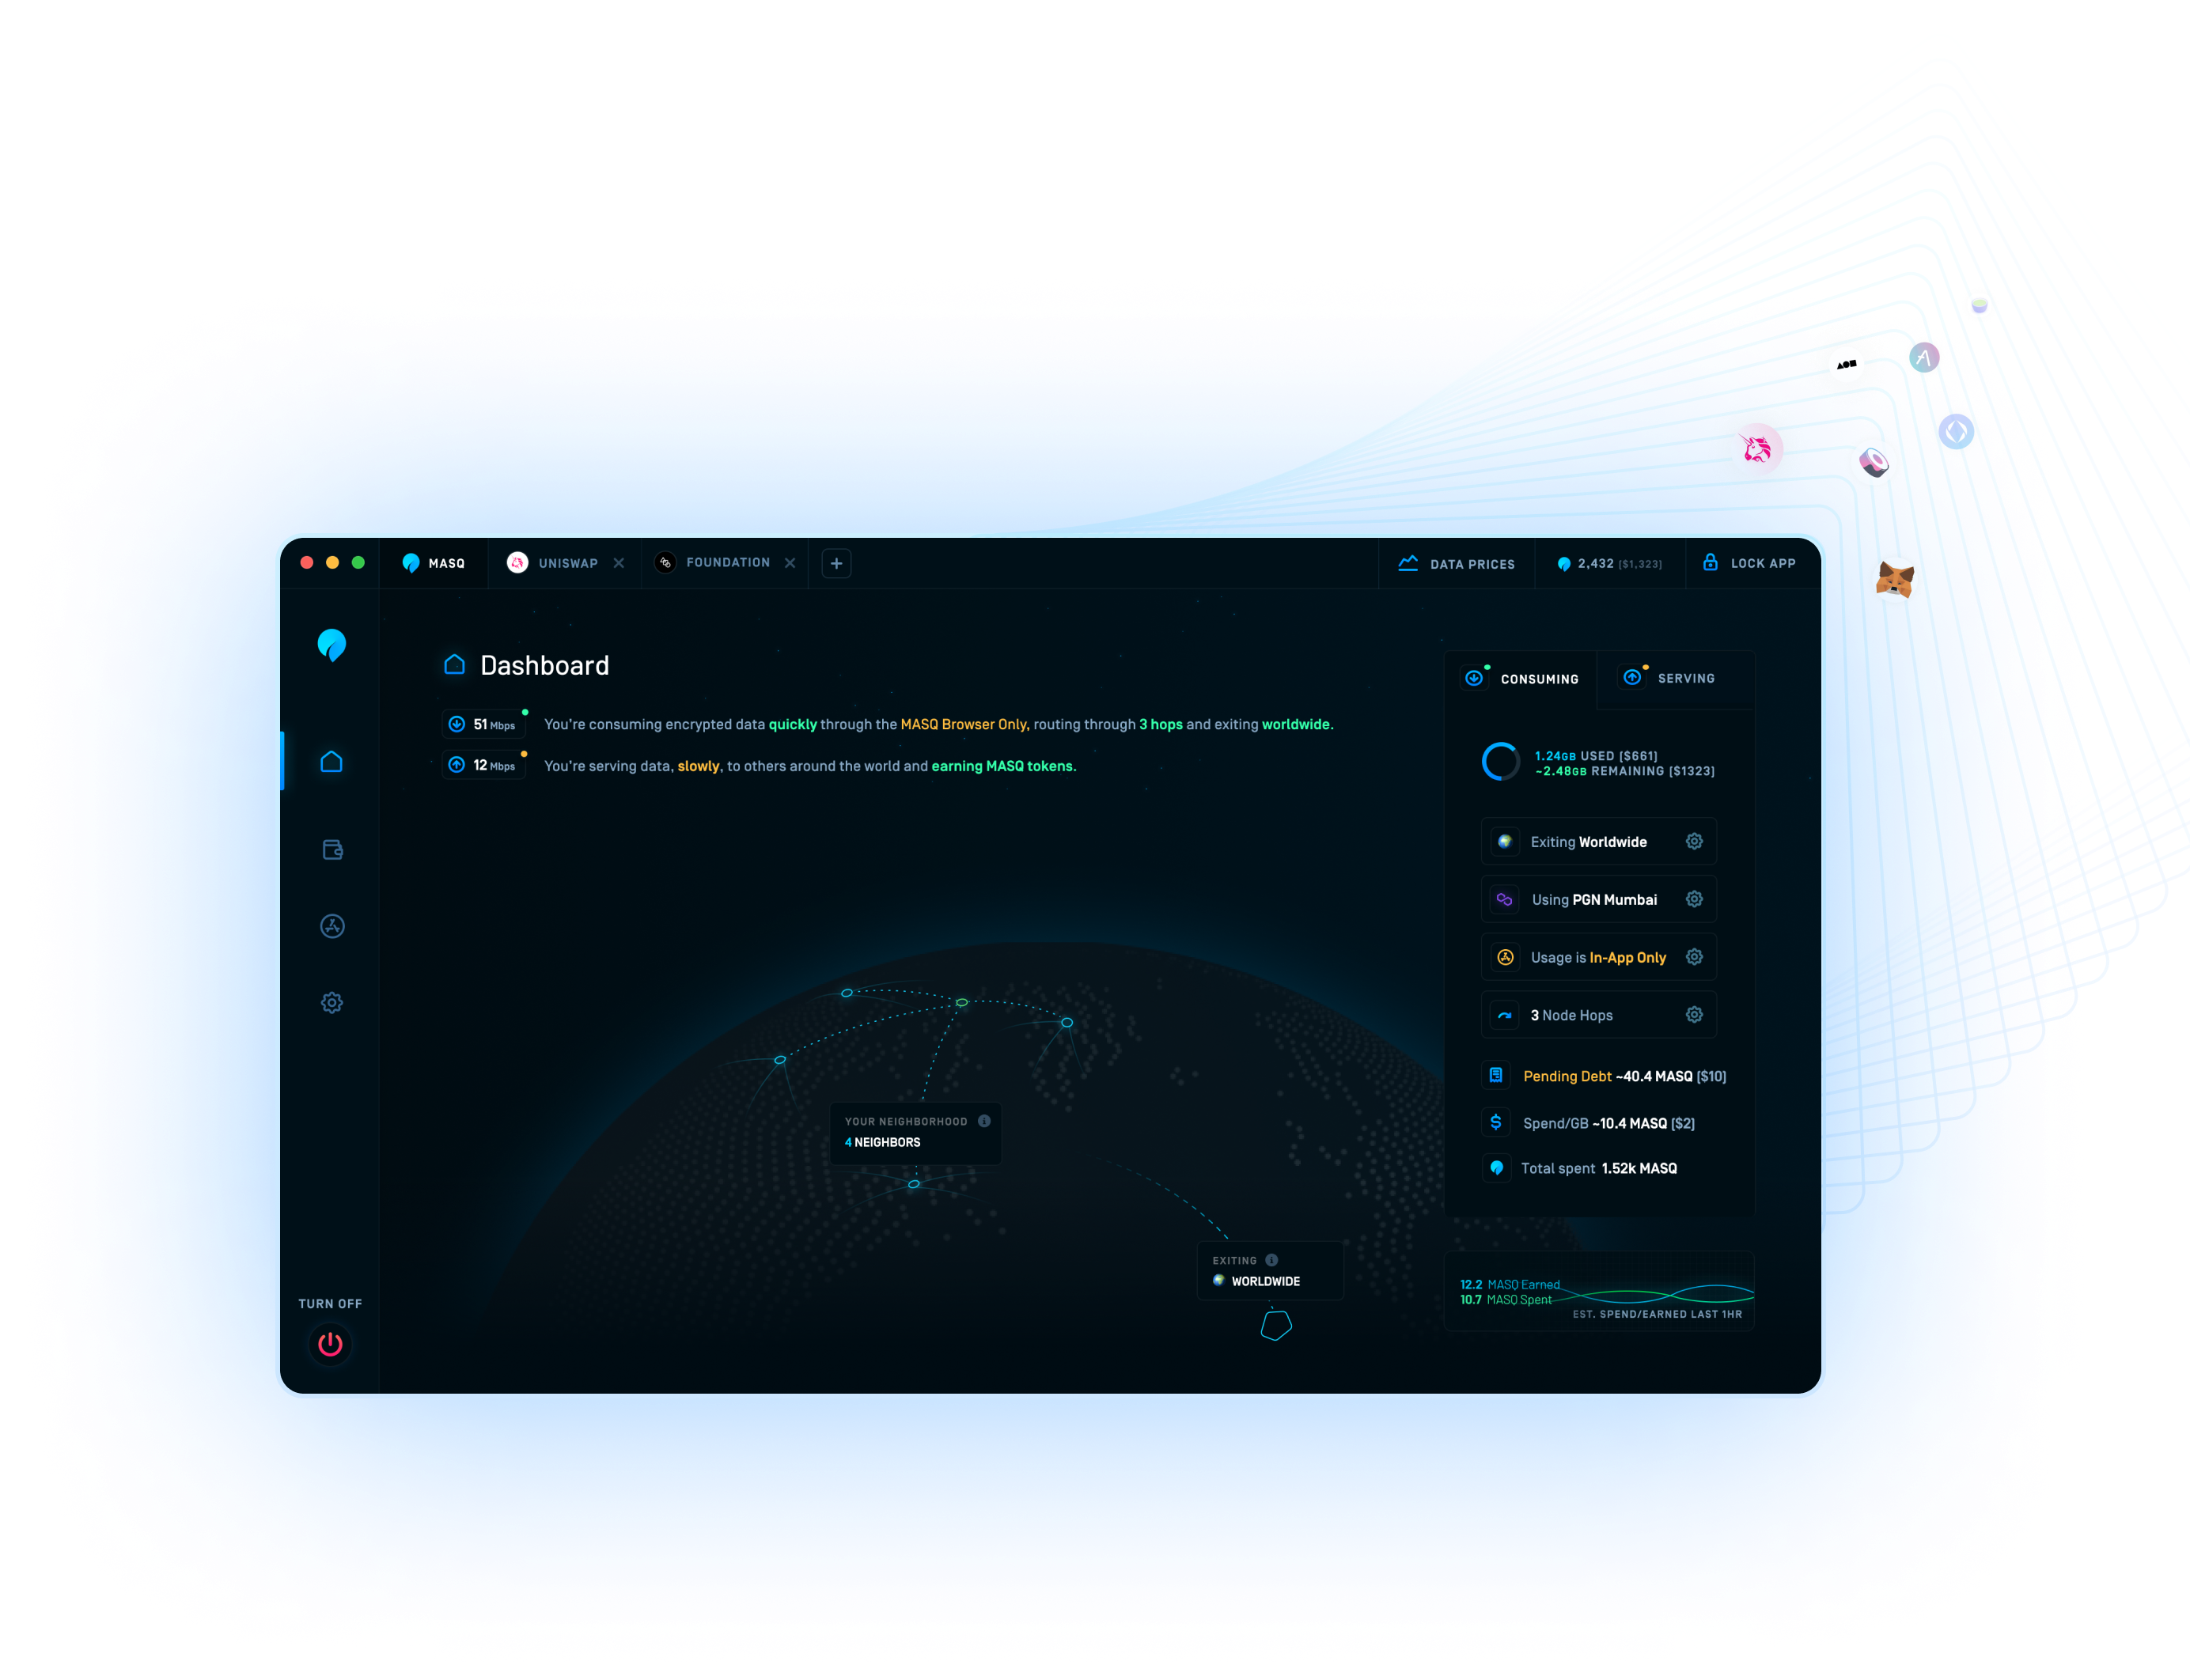 MASQ
UNISWAP
FOUNDATION
DATA PRICES
2,432 [$1,323]
LOCK APP
Dashboard
51 Mbps
You're consuming encrypted data quickly through the MASQ Browser Only, routing through 3 hops and exiting worldwide.
12 Mbps
You're serving data, slowly, to others around the world and earning MASQ tokens.
CONSUMING
SERVING
1.24GB USED [$661]
~2.48GB REMAINING [$1323]
Exiting Worldwide
Using PGN Mumbai
Usage is In-App Only
3 Node Hops
Pending Debt ~40.4 MASQ [$10]
Spend/GB ~10.4 MASQ [$2]
Total spent 1.52k MASQ
YOUR NEIGHBORHOOD
4 NEIGHBORS
EXITING
WORLDWIDE
12.2 MASQ Earned
10.7 MASQ Spent
EST. SPEND/EARNED LAST 1HR
TURN OFF